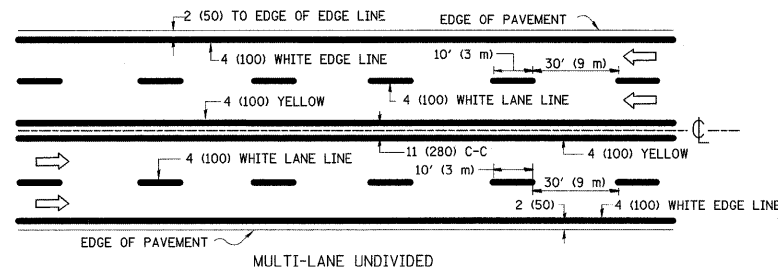 2 (50) TO EDGE OF EDGE LINE
EDGE OF PAVEMENT
4 (100) WHITE EDGE LINE
10' (3 m)
30' (9 m)
4 (100) YELLOW
4 (100) WHITE LANE LINE
CL
4 (100) WHITE LANE LINE
11 (280) C-C
4 (100) YELLOW
10' (3 m)
30' (9 m)
2 (50)
4 (100) WHITE EDGE LINE
EDGE OF PAVEMENT
MULTI-LANE UNDIVIDED